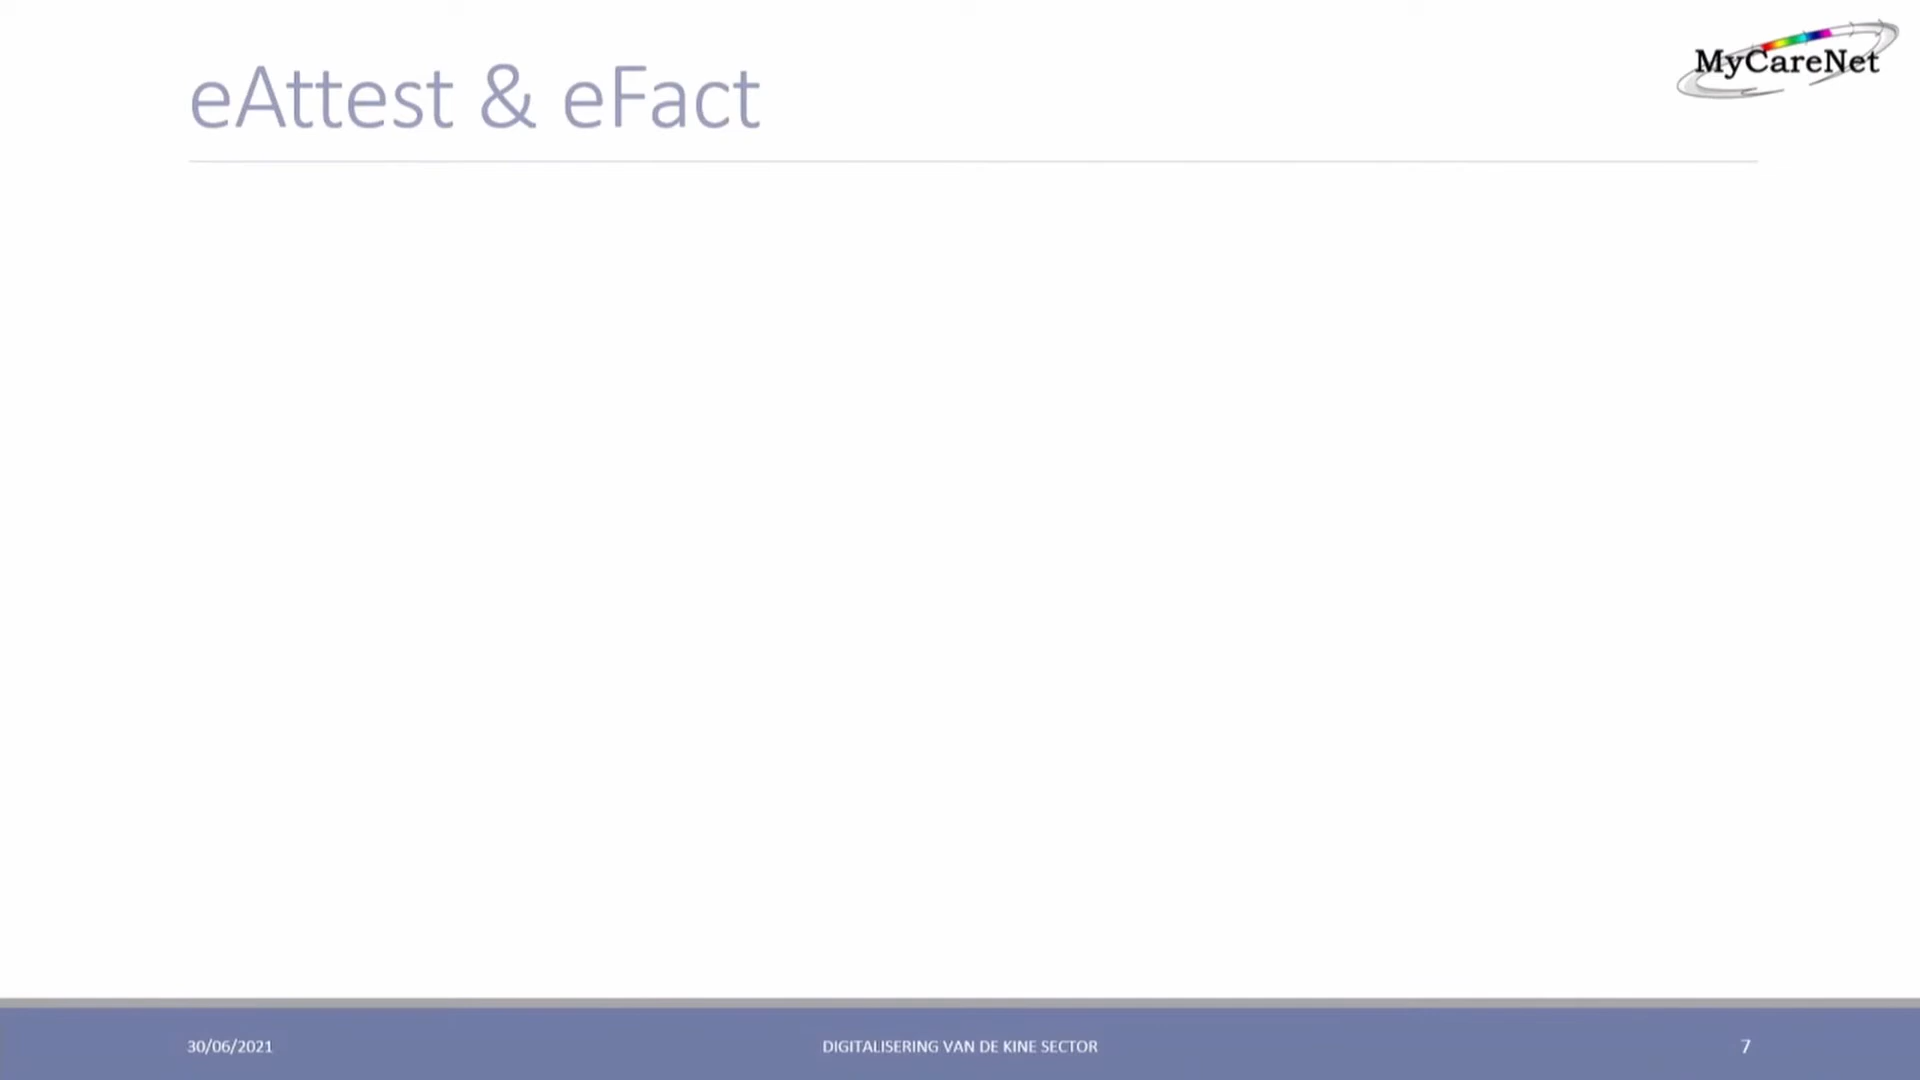 MyCareNet
eAttest & eFact
30/06/2021
DIGITALISERING VAN DE KINE SECTOR
7